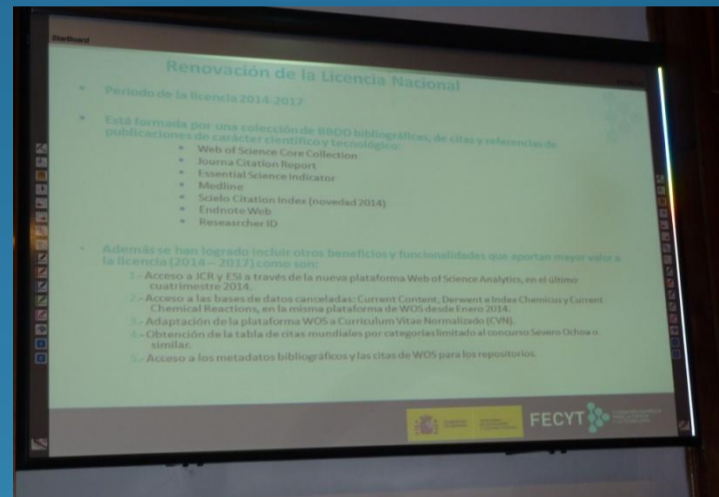 StarBoard
Renovación de la Licencia Nacional
• Periodo de la licencia 2014-2017
• Está formada por una colección de BBDD bibliográficas, de citas y referencias de
publicaciones de carácter científico y tecnológico:
• Web of Science Core Collection
• Journa Citation Report
• Essential Science Indicator
• Medline
• Scielo Citation Index (novedad 2014)
• Endnote Web
• Reseasrcher ID
• Además se han logrado incluir otros beneficios y funcionalidades que aportan mayor valor a
la licencia (2014 – 2017) como son:
1.- Acceso a JCR y ESI a través de la nueva plataforma Web of Science Analytics, en el último
cuatrimestre 2014.
2.- Acceso a las bases de datos canceladas: Current Content, Derwent e Index Chemicus y Current
Chemical Reactions, en la misma plataforma de WOS desde Enero 2014.
3.- Adaptación de la plataforma WOS a Curriculum Vitae Normalizado (CVN).
4.- Obtención de la tabla de citas mundiales por categorías limitado al concurso Severo Ochoa o
similar.
5.- Acceso a los metadatos bibliográficos y las citas de WOS para los repositorios.
FECYT